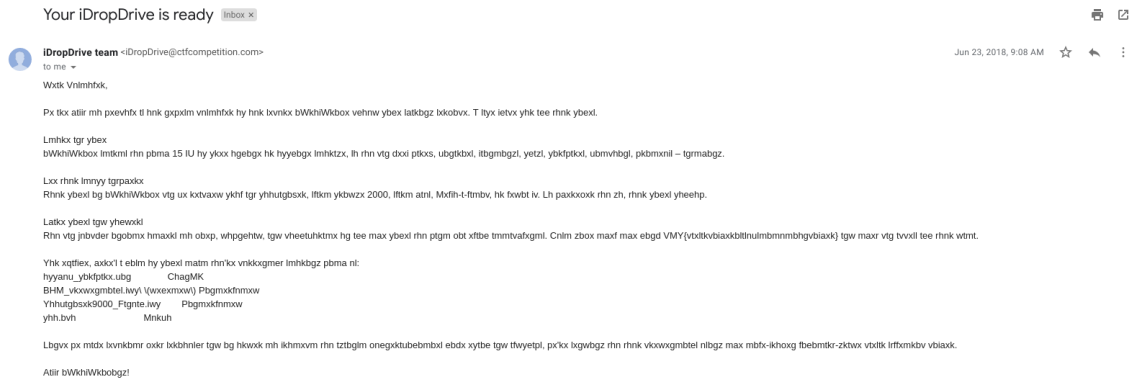 Your iDropDrive is ready Inbox ×
iDropDrive team <iDropDrive@ctfcompetition.com> Jun 23, 2018, 9:08 AM
to me
Wxtk Vnlmhfxk,
Px tkx atiir mh pxevhfx tl hnk gxpxlm vnlmhfxk hy hnk lxvnkx bWkhiWkbox vehnw ybex latkbgz lxkobvx. T ltyx ietvx yhk tee rhnk ybexl.
Lmhkx tgr ybex
bWkhiWkbox lmtkml rhn pbma 15 IU hy ykxx hgebgx hk hyyebgx lmhktzx, lh rhn vtg dxxi ptkxs, ubgtkbxl, itbgmbgzl, yetzl, ybkfptkxl, ubmvhbgl, pkbmxnil – tgrmabgz.
Lxx rhnk lmnyy tgrpaxkx
Rhnk ybexl bg bWkhiWkbox vtg ux kxtvaxw ykhf tgr yhhutgbsxk, lftkm ykbwzx 2000, lftkm atnl, Mxfih-t-ftmbv, hk fxwbt iv. Lh paxkxoxk rhn zh, rhnk ybexl yheehp.
Latkx ybexl tgw yhewxkl
Rhn vtg jnbvder bgobmx hmaxkl mh obxp, whpgehtw, tgw vheetuhktmx hg tee max ybexl rhn ptgm obt xftbe tmmtvafxgml. Cnlm zbox maxf max ebgd VMY{vtxltkvbiaxkbltlnulmbmnmbhgvbiaxk} tgw maxr vtg tvvxll tee rhnk wtmt.
Yhk xqtfiex, axkx'l t eblm hy ybexl matm rhn'kx vnkkxgmer lmhkbgz pbma nl:
hyyanu_ybkfptkx.ubg ChagMK
BHM_vkxwxgmbtel.iwy\ \(wxexmxw\) Pbgmxkfnmxw
Yhhutgbsxk9000_Ftgnte.iwy Pbgmxkfnmxw
yhh.bvh Mnkuh
Lbgvx px mtdx lxvnkbmr oxkr lxkbhnler tgw bg hkwxk mh ikhmxvm rhn tztbglm onegxktubebmbxl ebdx xytbe tgw tfwyetpl, px'kx lxgwbgz rhn rhnk vkxwxgmbtel nlbgz max mbfx-ikhoxg fbebmtkr-zktwx vtxltk lrffxmkbv vbiaxk.
Atiir bWkhiWkbobgz!